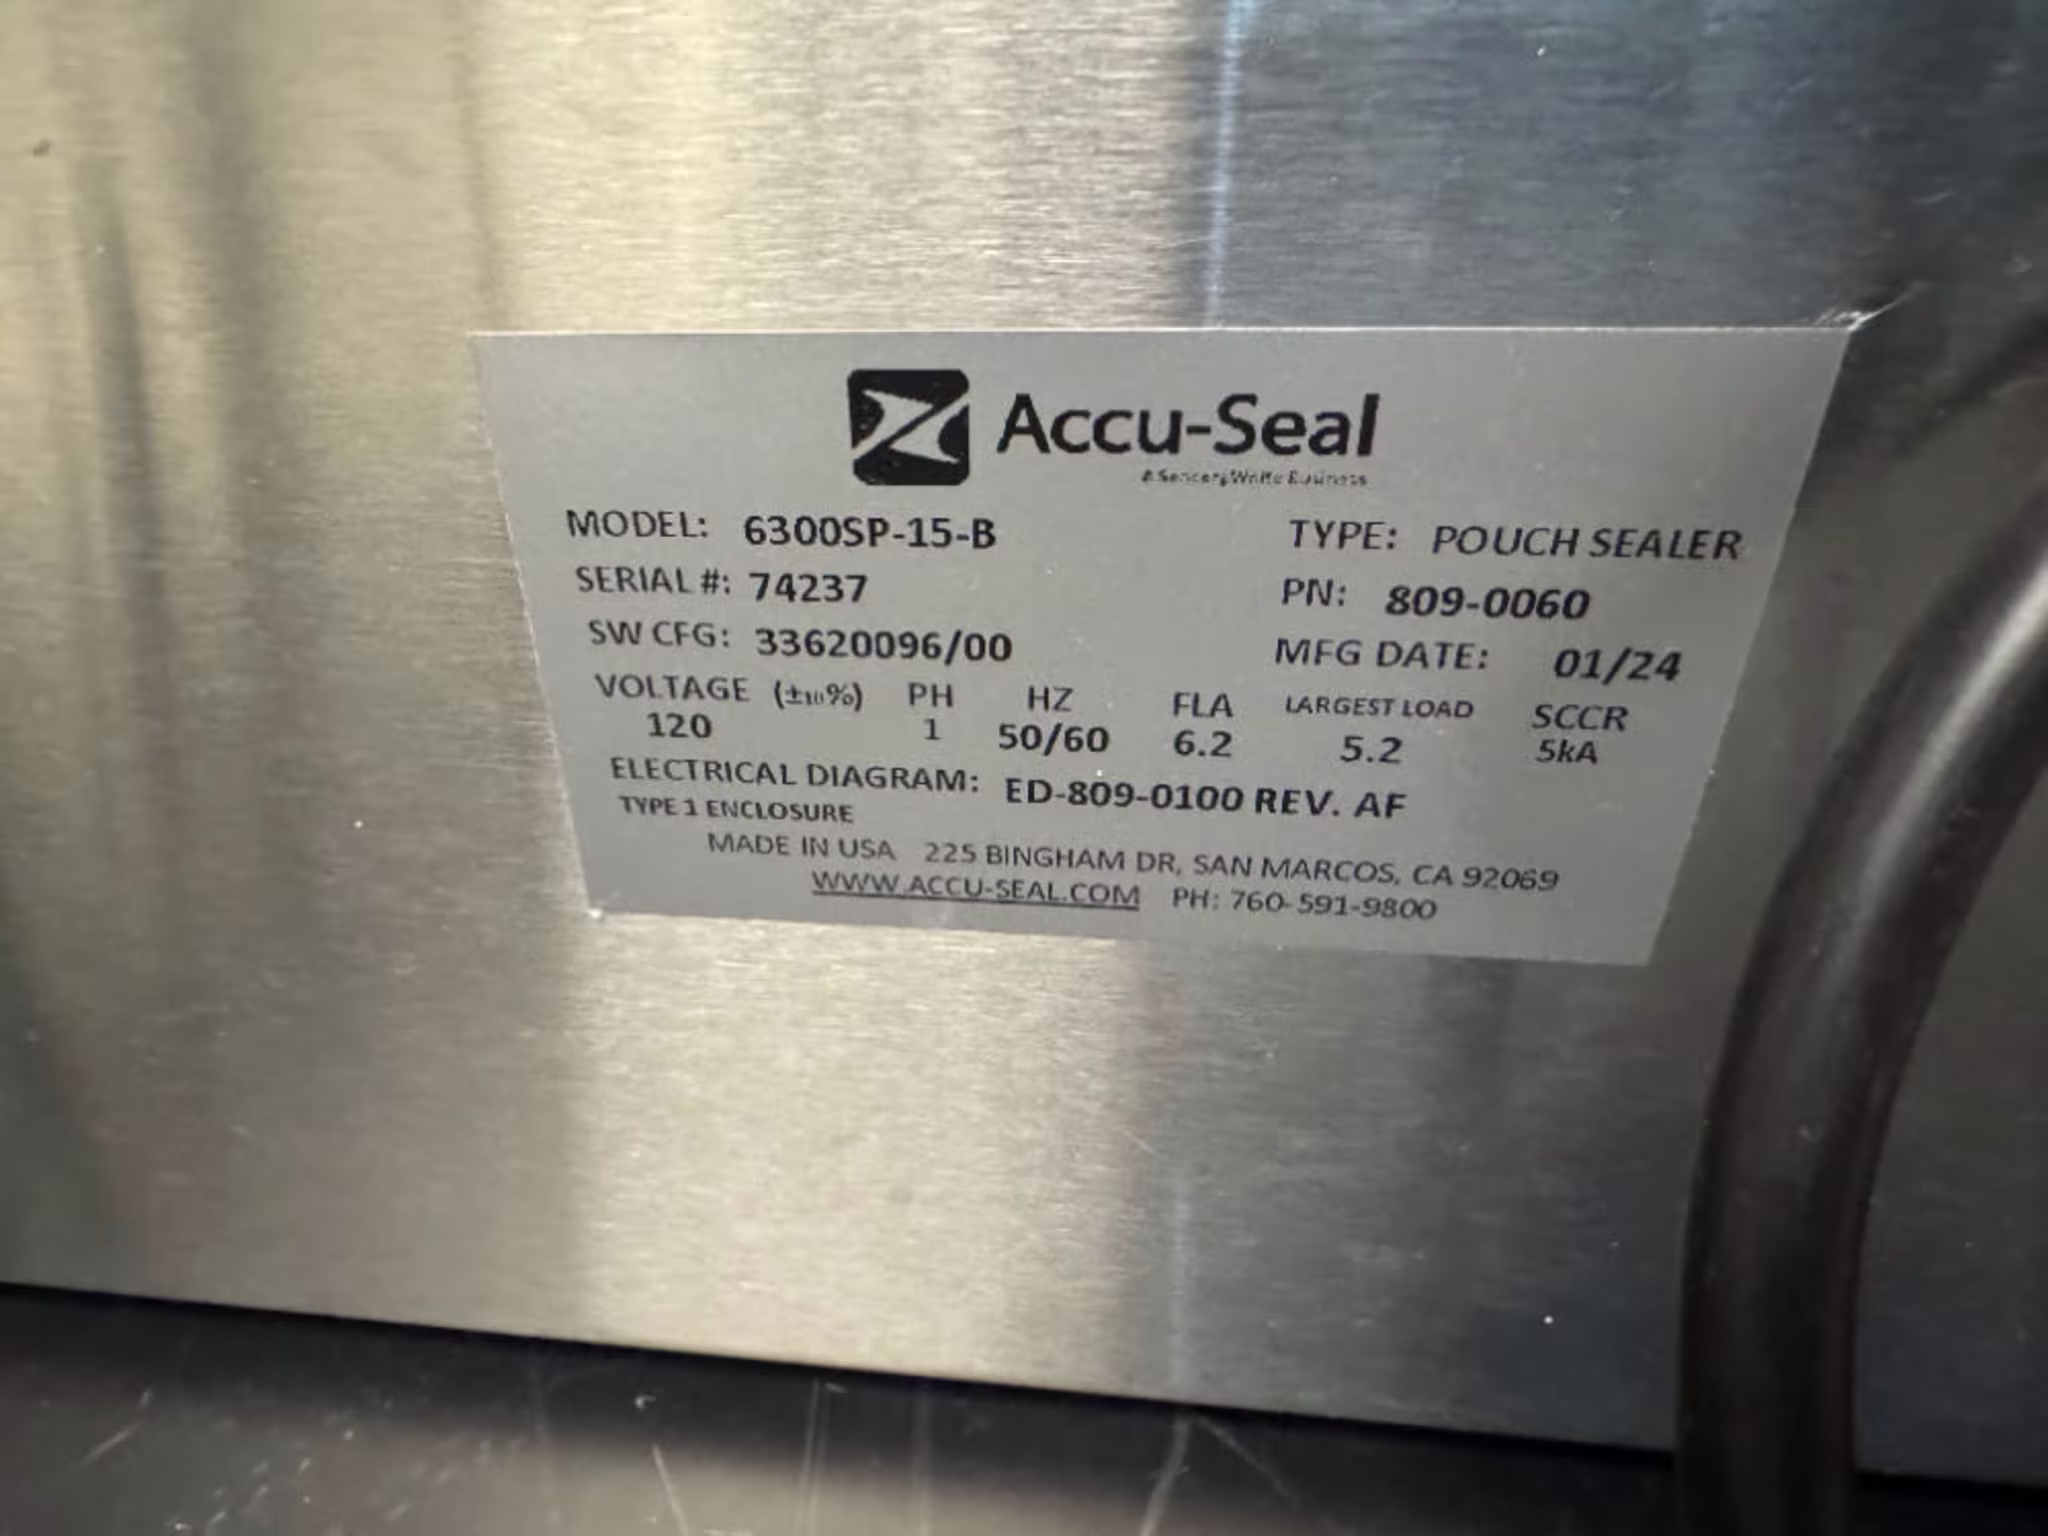 Accu-Seal
MODEL: 6300SP-15-B TYPE: POUCH SEALER
SERIAL #: 74237 PN: 809-0060
SW CFG: 33620096/00 MFG DATE: 01/24
VOLTAGE (±10%) PH HZ FLA LARGEST LOAD SCCR
120 1 50/60 6.2 5.2 5kA
ELECTRICAL DIAGRAM: ED-809-0100 REV. AF
TYPE 1 ENCLOSURE
MADE IN USA 225 BINGHAM DR, SAN MARCOS, CA 92069
WWW.ACCU-SEAL.COM PH: 760-591-9800